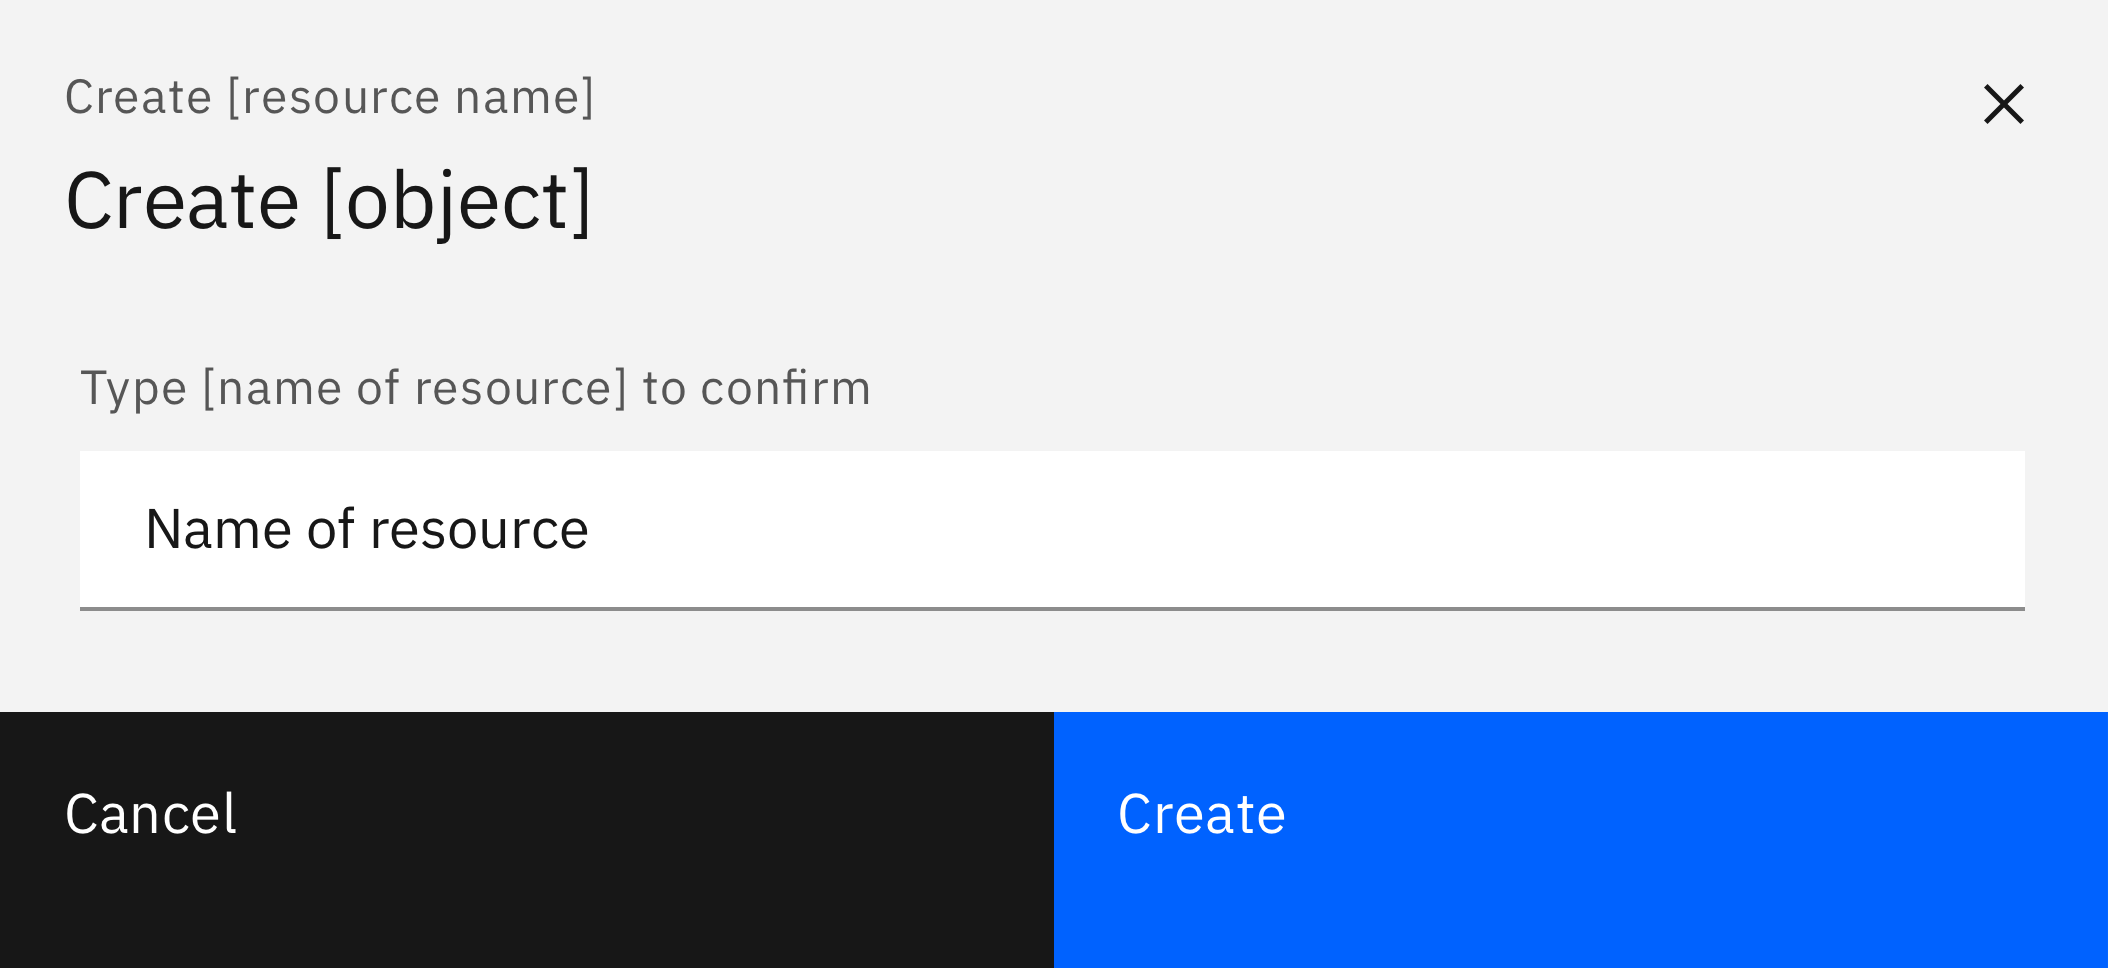 Create [resource name]
Create [object]
Type [name of resource] to confirm
Name of resource
Cancel
Create